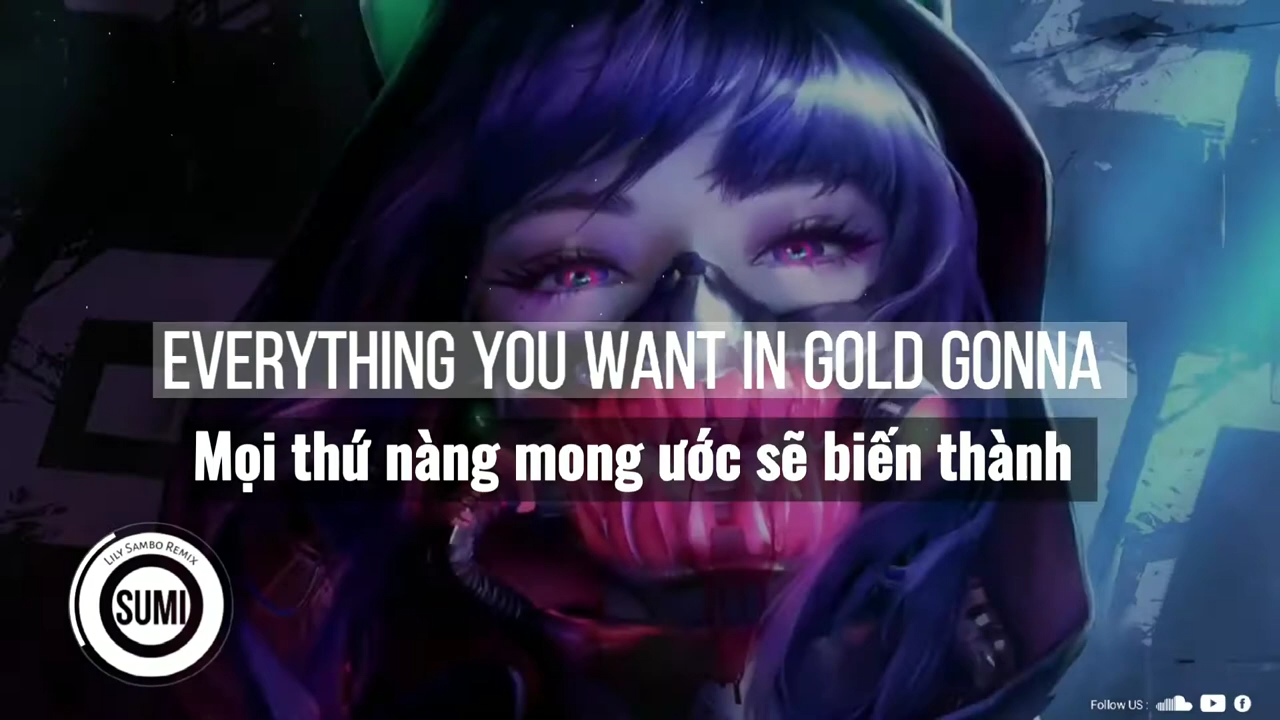 EVERYTHING YOU WANT IN GOLD GONNA
Mọi thứ nàng mong ước sẽ biến thành
LILY SAMBO REMIX
SUMI
Follow US :